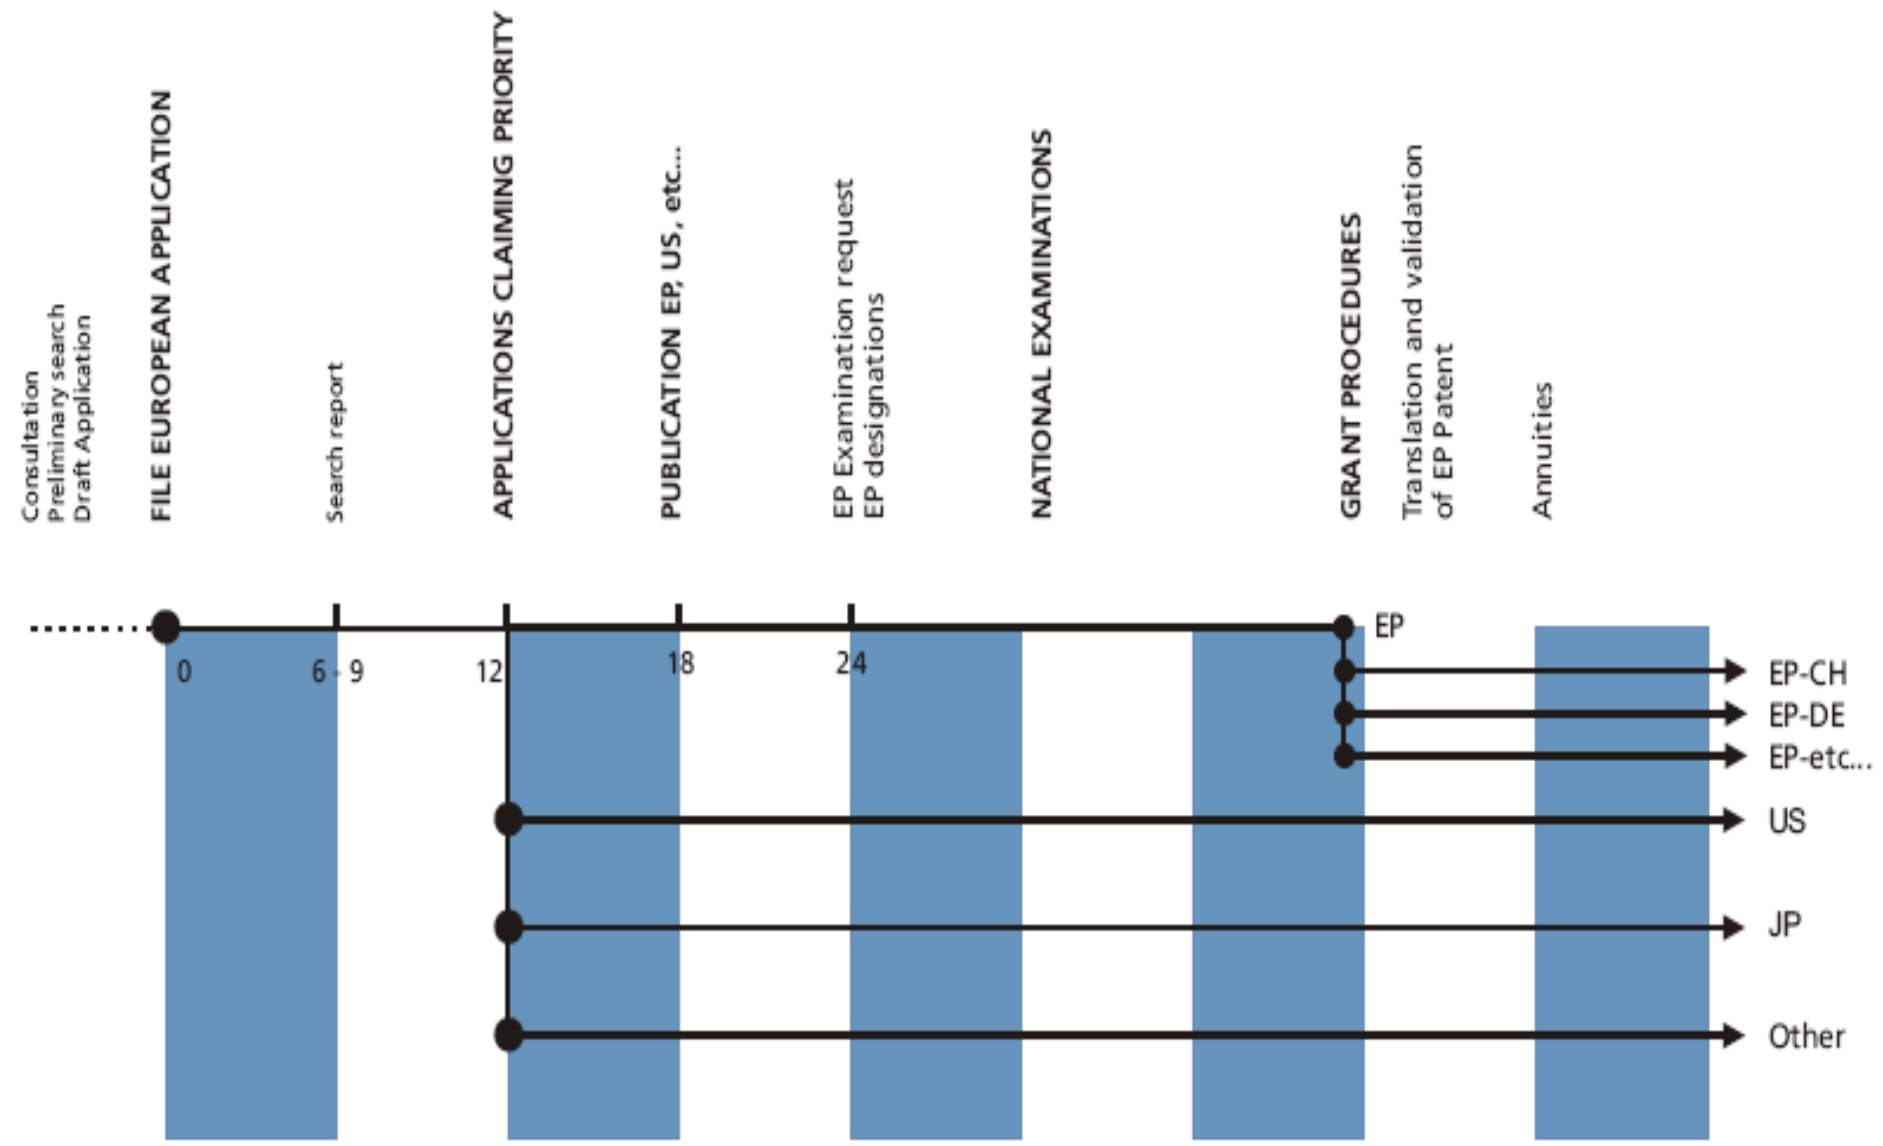 Consultation
Preliminary search
Draft Application
FILE EUROPEAN APPLICATION
Search report
APPLICATIONS CLAIMING PRIORITY
PUBLICATION EP, US, etc...
EP Examination request
EP designations
NATIONAL EXAMINATIONS
GRANT PROCEDURES
Translation and validation
of EP Patent
Annuities
0
6 - 9
12
18
24
EP
EP-CH
EP-DE
EP-etc...
US
JP
Other